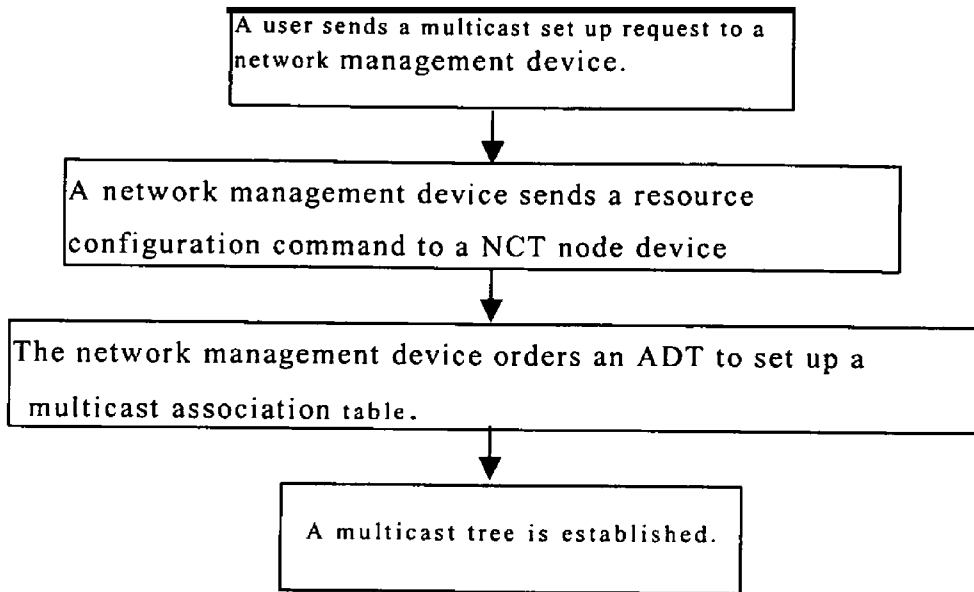 A user sends a multicast set up request to a
network management device.
A network management device sends a resource
configuration command to a NCT node device
The network management device orders an ADT to set up a
multicast association table.
A multicast tree is established.